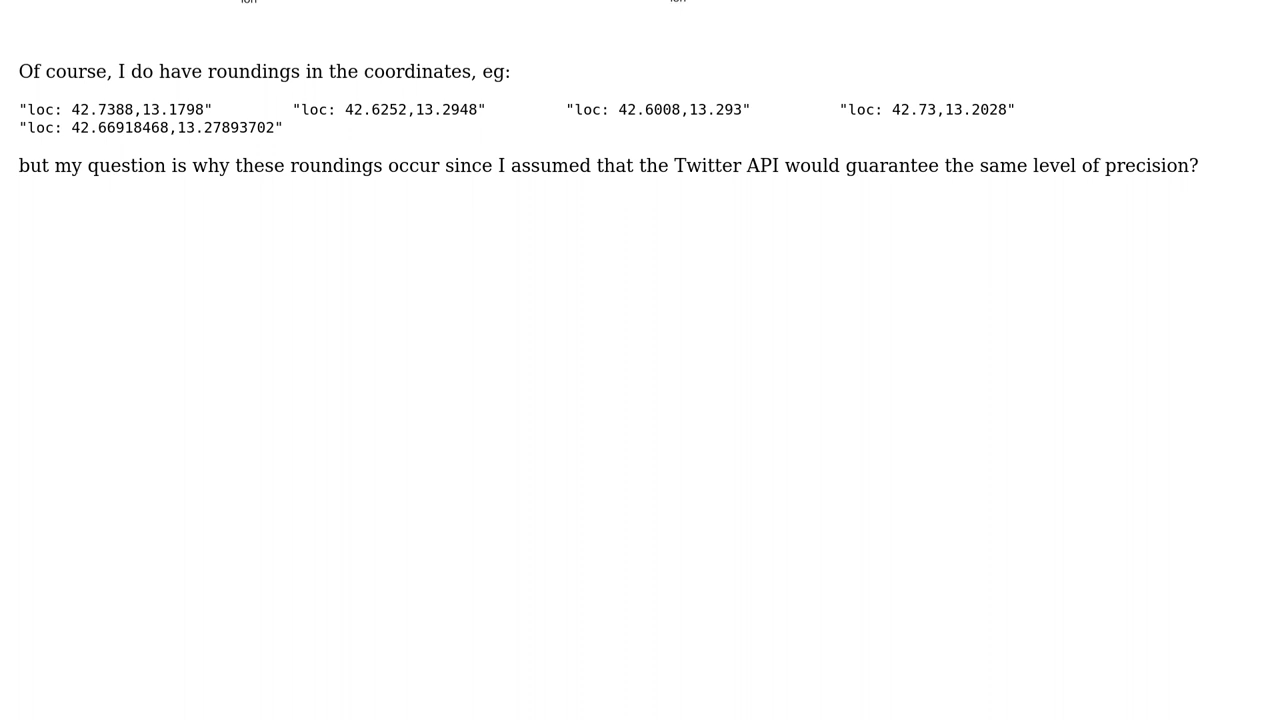 Of course, I do have roundings in the coordinates, eg:
"loc: 42.7388,13.1798" "loc: 42.6252,13.2948" "loc: 42.6008,13.293" "loc: 42.73,13.2028"
"loc: 42.66918468,13.27893702"
but my question is why these roundings occur since I assumed that the Twitter API would guarantee the same level of precision?